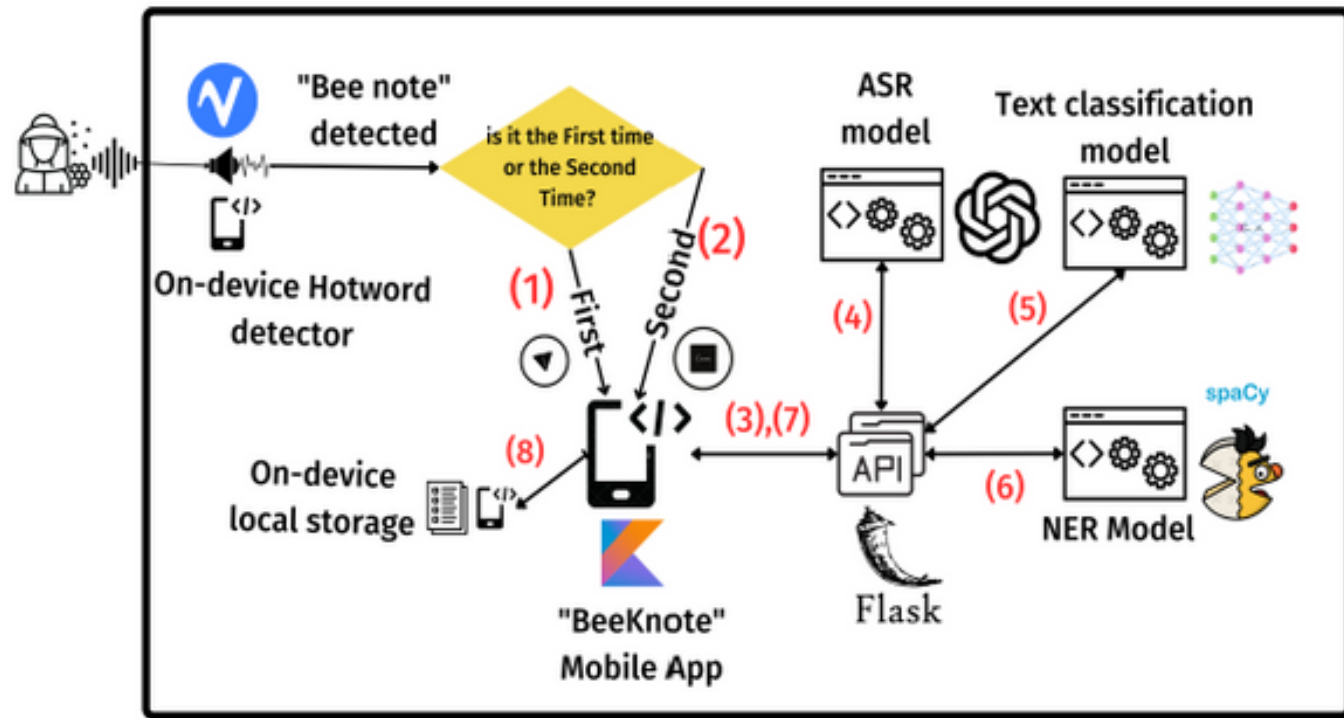 "Bee note"
detected
is it the First time
or the Second
Time?
On-device Hotword
detector
(1)
First
(2)
Second
ASR
model
Text classification
model
(4)
(5)
(3),(7)
API
Flask
(6)
spaCy
NER Model
(8)
On-device
local storage
"BeeKnote"
Mobile App